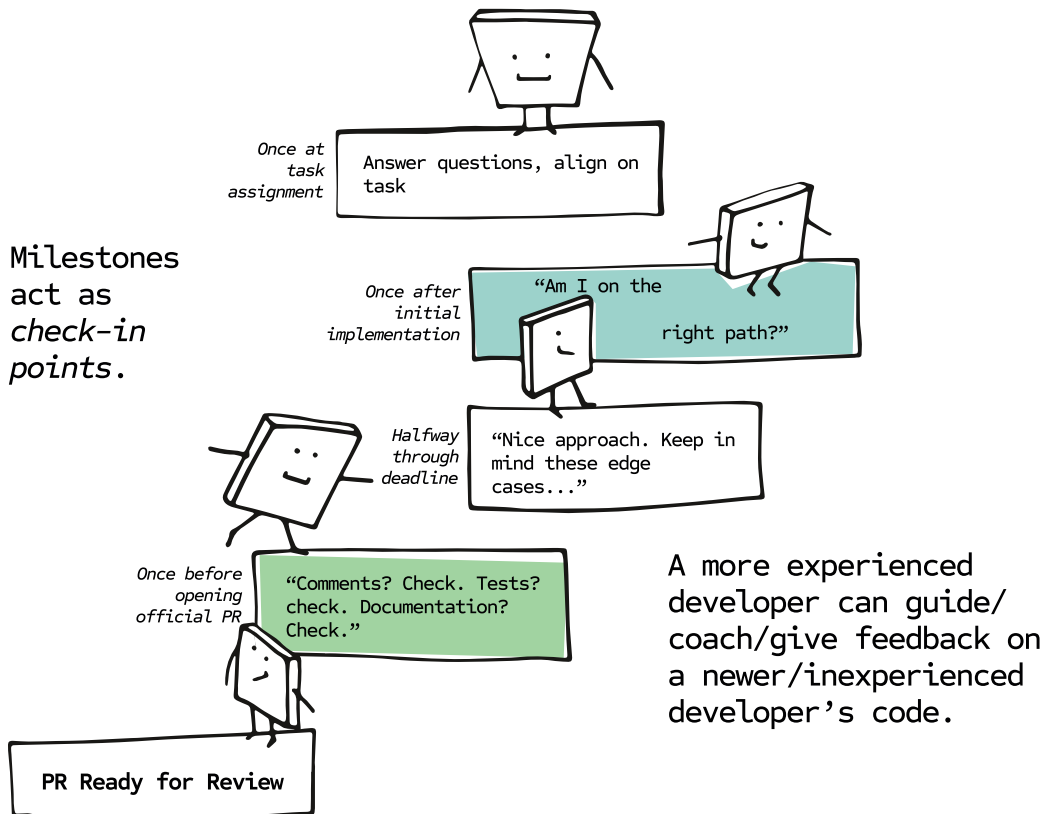 Once at
task
assignment
Answer questions, align on
task
Milestones
act as
check-in
points.
Once after
initial
implementation
“Am I on the
right path?”
Halfway
through
deadline
“Nice approach. Keep in
mind these edge
cases...”
Once before
opening
official PR
“Comments? Check. Tests?
check. Documentation?
Check.”
A more experienced
developer can guide/
coach/give feedback on
a newer/inexperienced
developer’s code.
PR Ready for Review